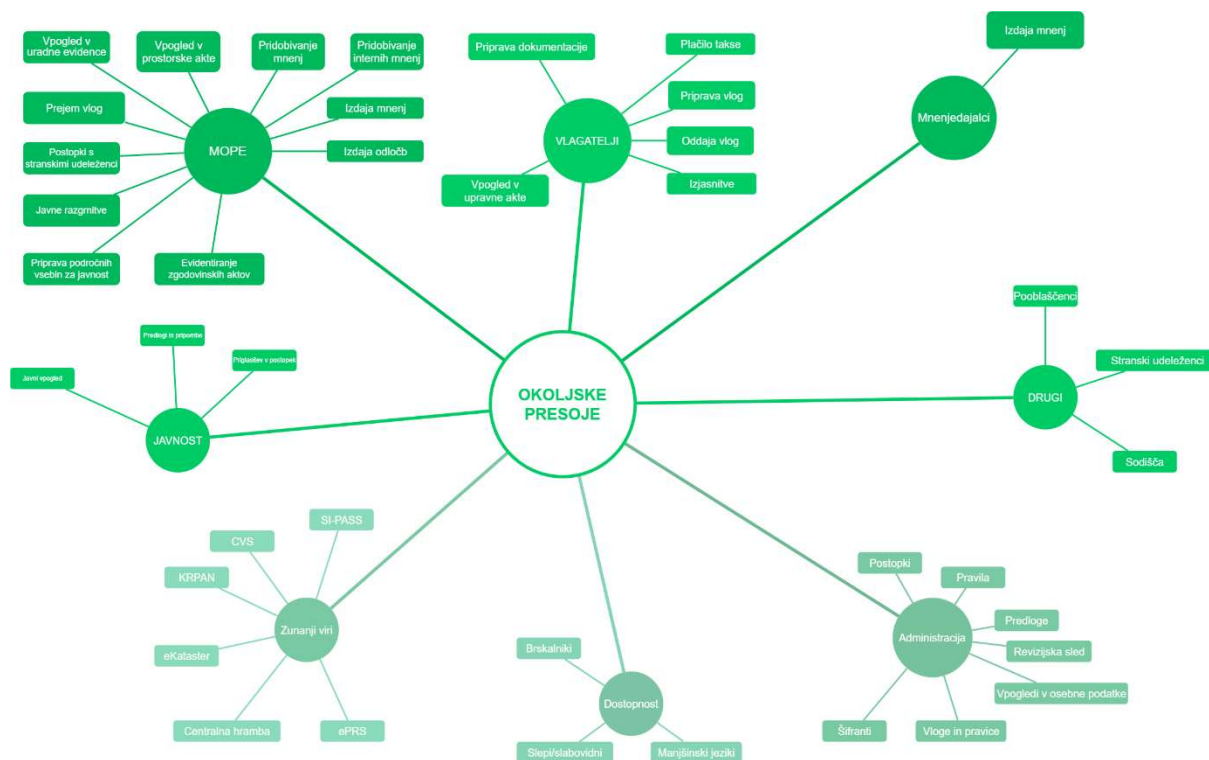 Vpogled v
uradne evidence
Vpogled v
prostorske akte
Pridobivanje
mnenj
Pridobivanje
internih mnenj
Prejem vlog
Izdaja mnenj
MOPE
Postopki s
stranskimi udeleženci
Izdaja odločb
Javne razgrnitve
Priprava področnih
vsebin za javnost
Evidentiranje
zgodovinskih aktov
Priprava dokumentacije
Plačilo takse
Priprava vlog
VLAGATELJI
Oddaja vlog
Vpogled v
upravne akte
Izjasnitve
Izdaja mnenj
Mnenjedajalci
Pooblaščenci
Stranski udeleženci
DRUGI
Sodišča
Predlogi in pripombe
Priglasitev v postopek
Javni vpogled
JAVNOST
OKOLJSKE
PRESOJE
SI-PASS
CVS
KRPAN
Zunanji viri
eKataster
Centralna hramba
ePRS
Brskalniki
Dostopnost
Slepi/slabovidni
Manjšinski jeziki
Postopki
Pravila
Predloge
Administracija
Revizijska sled
Vpogledi v osebne podatke
Šifranti
Vloge in pravice